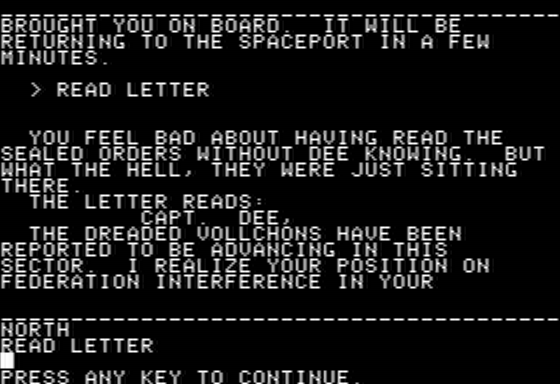 BROUGHT YOU ON BOARD.  IT WILL BE
RETURNING TO THE SPACEPORT IN A FEW
MINUTES.
> READ LETTER
YOU FEEL BAD ABOUT HAVING READ THE
SEALED ORDERS WITHOUT DEE KNOWING.  BUT
WHAT THE HELL, THEY WERE JUST SITTING
THERE.
THE LETTER READS:
CAPT.  DEE,
THE DREADED VOLLCHONS HAVE BEEN
REPORTED TO BE ADVANCING IN THIS
SECTOR.  I REALIZE YOUR POSITION ON
FEDERATION INTERFERENCE IN YOUR
NORTH
READ LETTER
PRESS ANY KEY TO CONTINUE.